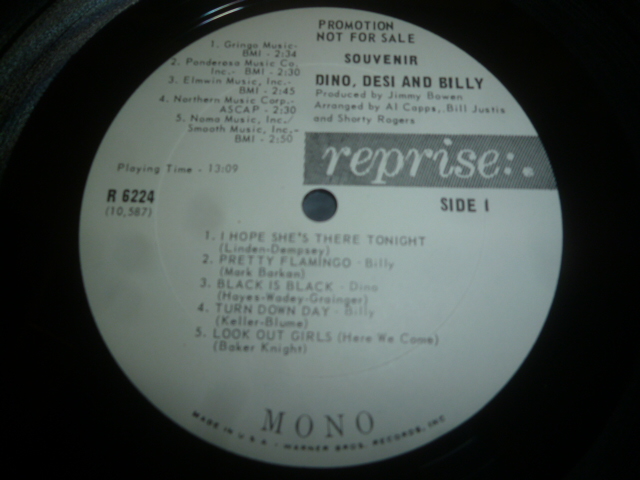 PROMOTION
NOT FOR SALE
SOUVENIR
DINO, DESI AND BILLY
Produced by Jimmy Bowen
Arranged by Al Capps, Bill Justis
and Shorty Rogers
1. Gringo Music-
BMI - 2:34
2. Ponderosa Music Co.
Inc.- BMI - 2:30
3. Elmwin Music, Inc.-
BMI - 2:45
4. Northern Music Corp.-
ASCAP - 2:30
5. Noma Music, Inc./
Smooth Music, Inc.-
BMI - 2:50
reprise:.
Playing Time - 13:09
R 6224
(10,587)
SIDE 1
1. I HOPE SHE'S THERE TONIGHT
(Linden-Dempsey)
2. PRETTY FLAMINGO - Billy
(Mark Barkan)
3. BLACK IS BLACK - Dino
(Hayes-Wadey-Grainger)
4. TURN DOWN DAY - Billy
(Keller-Blume)
5. LOOK OUT GIRLS (Here We Come)
(Baker Knight)
MONO
MADE IN U.S.A. - WARNER BROS. RECORDS, INC.